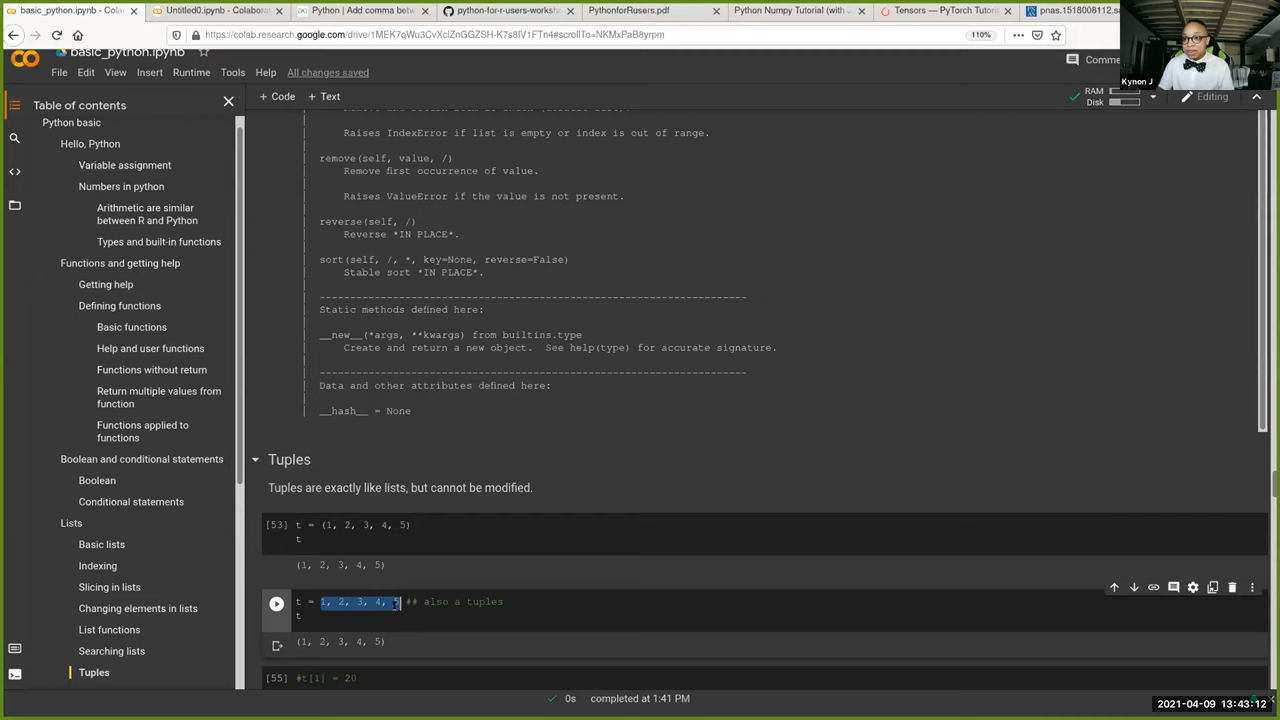 basic_python.ipynb - Cola
Untitled0.ipynb - Colabora
Python | Add comma betw
python-for-r-users-worksho
PythonforRusers.pdf
Python Numpy Tutorial (with J
Tensors — PyTorch Tutori
pnas.1518008112.sa
https://colab.research.google.com/drive/1MEK7qWu3CvXclZnGGZSH-K7s8IV1FTn4#scrollTo=NKMxPaB8yrpm
110%
Kynon J
basic_python.ipynb
File Edit View Insert Runtime Tools Help All changes saved
Comme
+ Code + Text
RAM
Disk
Editing
Table of contents
Python basic
Hello, Python
Variable assignment
Numbers in python
Arithmetic are similar
between R and Python
Types and built-in functions
Functions and getting help
Getting help
Defining functions
Basic functions
Help and user functions
Functions without return
Return multiple values from
function
Functions applied to
functions
Boolean and conditional statements
Boolean
Conditional statements
Lists
Basic lists
Indexing
Slicing in lists
Changing elements in lists
List functions
Searching lists
Tuples
Raises IndexError if list is empty or index is out of range.
remove(self, value, /)
Remove first occurrence of value.
Raises ValueError if the value is not present.
reverse(self, /)
Reverse *IN PLACE*.
sort(self, /, *, key=None, reverse=False)
Stable sort *IN PLACE*.
----------------------------------------------------------------------
Static methods defined here:
__new__(*args, **kwargs) from builtins.type
Create and return a new object.  See help(type) for accurate signature.
----------------------------------------------------------------------
Data and other attributes defined here:
__hash__ = None
Tuples
Tuples are exactly like lists, but cannot be modified.
[53] t = (1, 2, 3, 4, 5)
t
(1, 2, 3, 4, 5)
t = 1, 2, 3, 4, 5 ## also a tuples
t
(1, 2, 3, 4, 5)
[55] #t[1] = 20
0s completed at 1:41 PM
2021-04-09 13:43:12